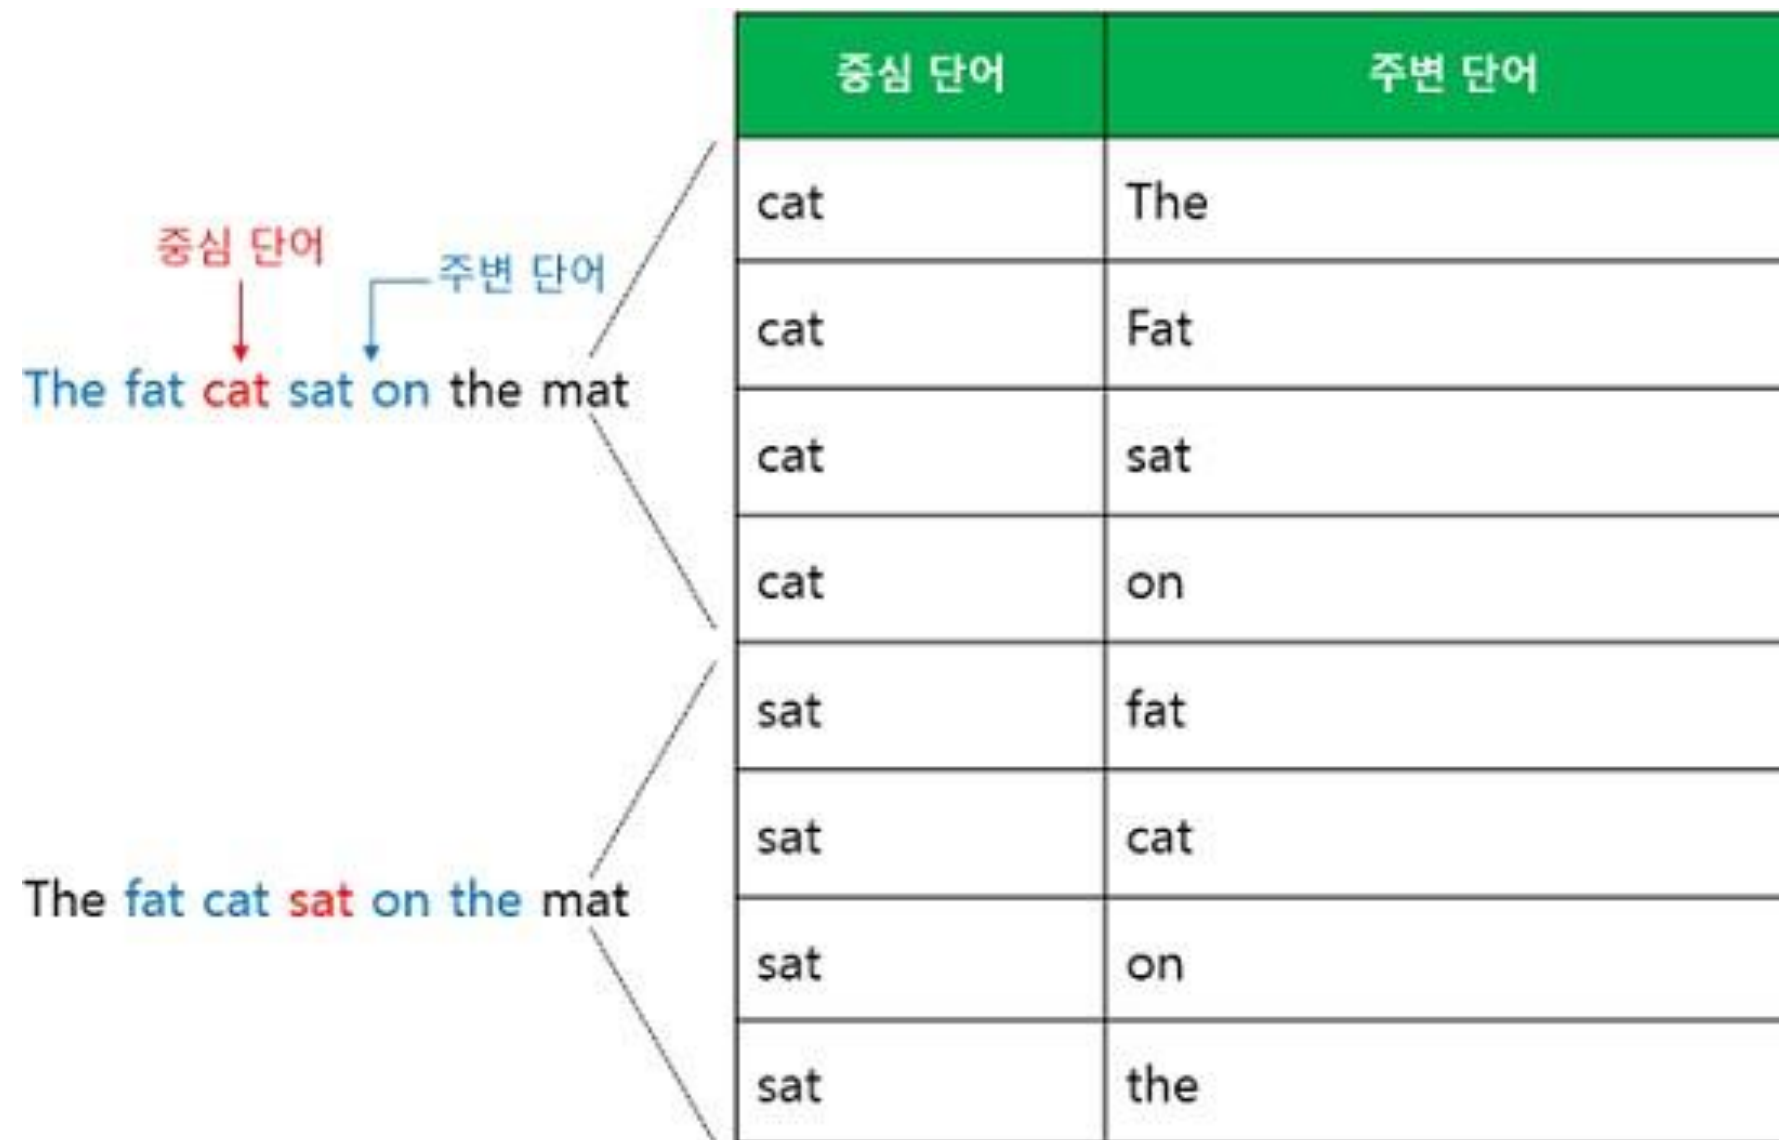 중심 단어
주변 단어
The fat cat sat on the mat
The fat cat sat on the mat
중심 단어 주변 단어
cat The
cat Fat
cat sat
cat on
sat fat
sat cat
sat on
sat the